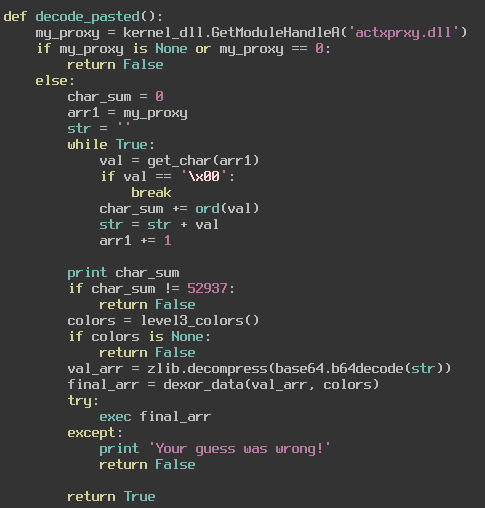 def decode_pasted():
    my_proxy = kernel_dll.GetModuleHandleA('actxprxy.dll')
    if my_proxy is None or my_proxy == 0:
        return False
    else:
        char_sum = 0
        arr1 = my_proxy
        str = ''
        while True:
            val = get_char(arr1)
            if val == '\x00':
                break
            char_sum += ord(val)
            str = str + val
            arr1 += 1

        print char_sum
        if char_sum != 52937:
            return False
        colors = level3_colors()
        if colors is None:
            return False
        val_arr = zlib.decompress(base64.b64decode(str))
        final_arr = dexor_data(val_arr, colors)
        try:
            exec final_arr
        except:
            print 'Your guess was wrong!'
            return False

        return True